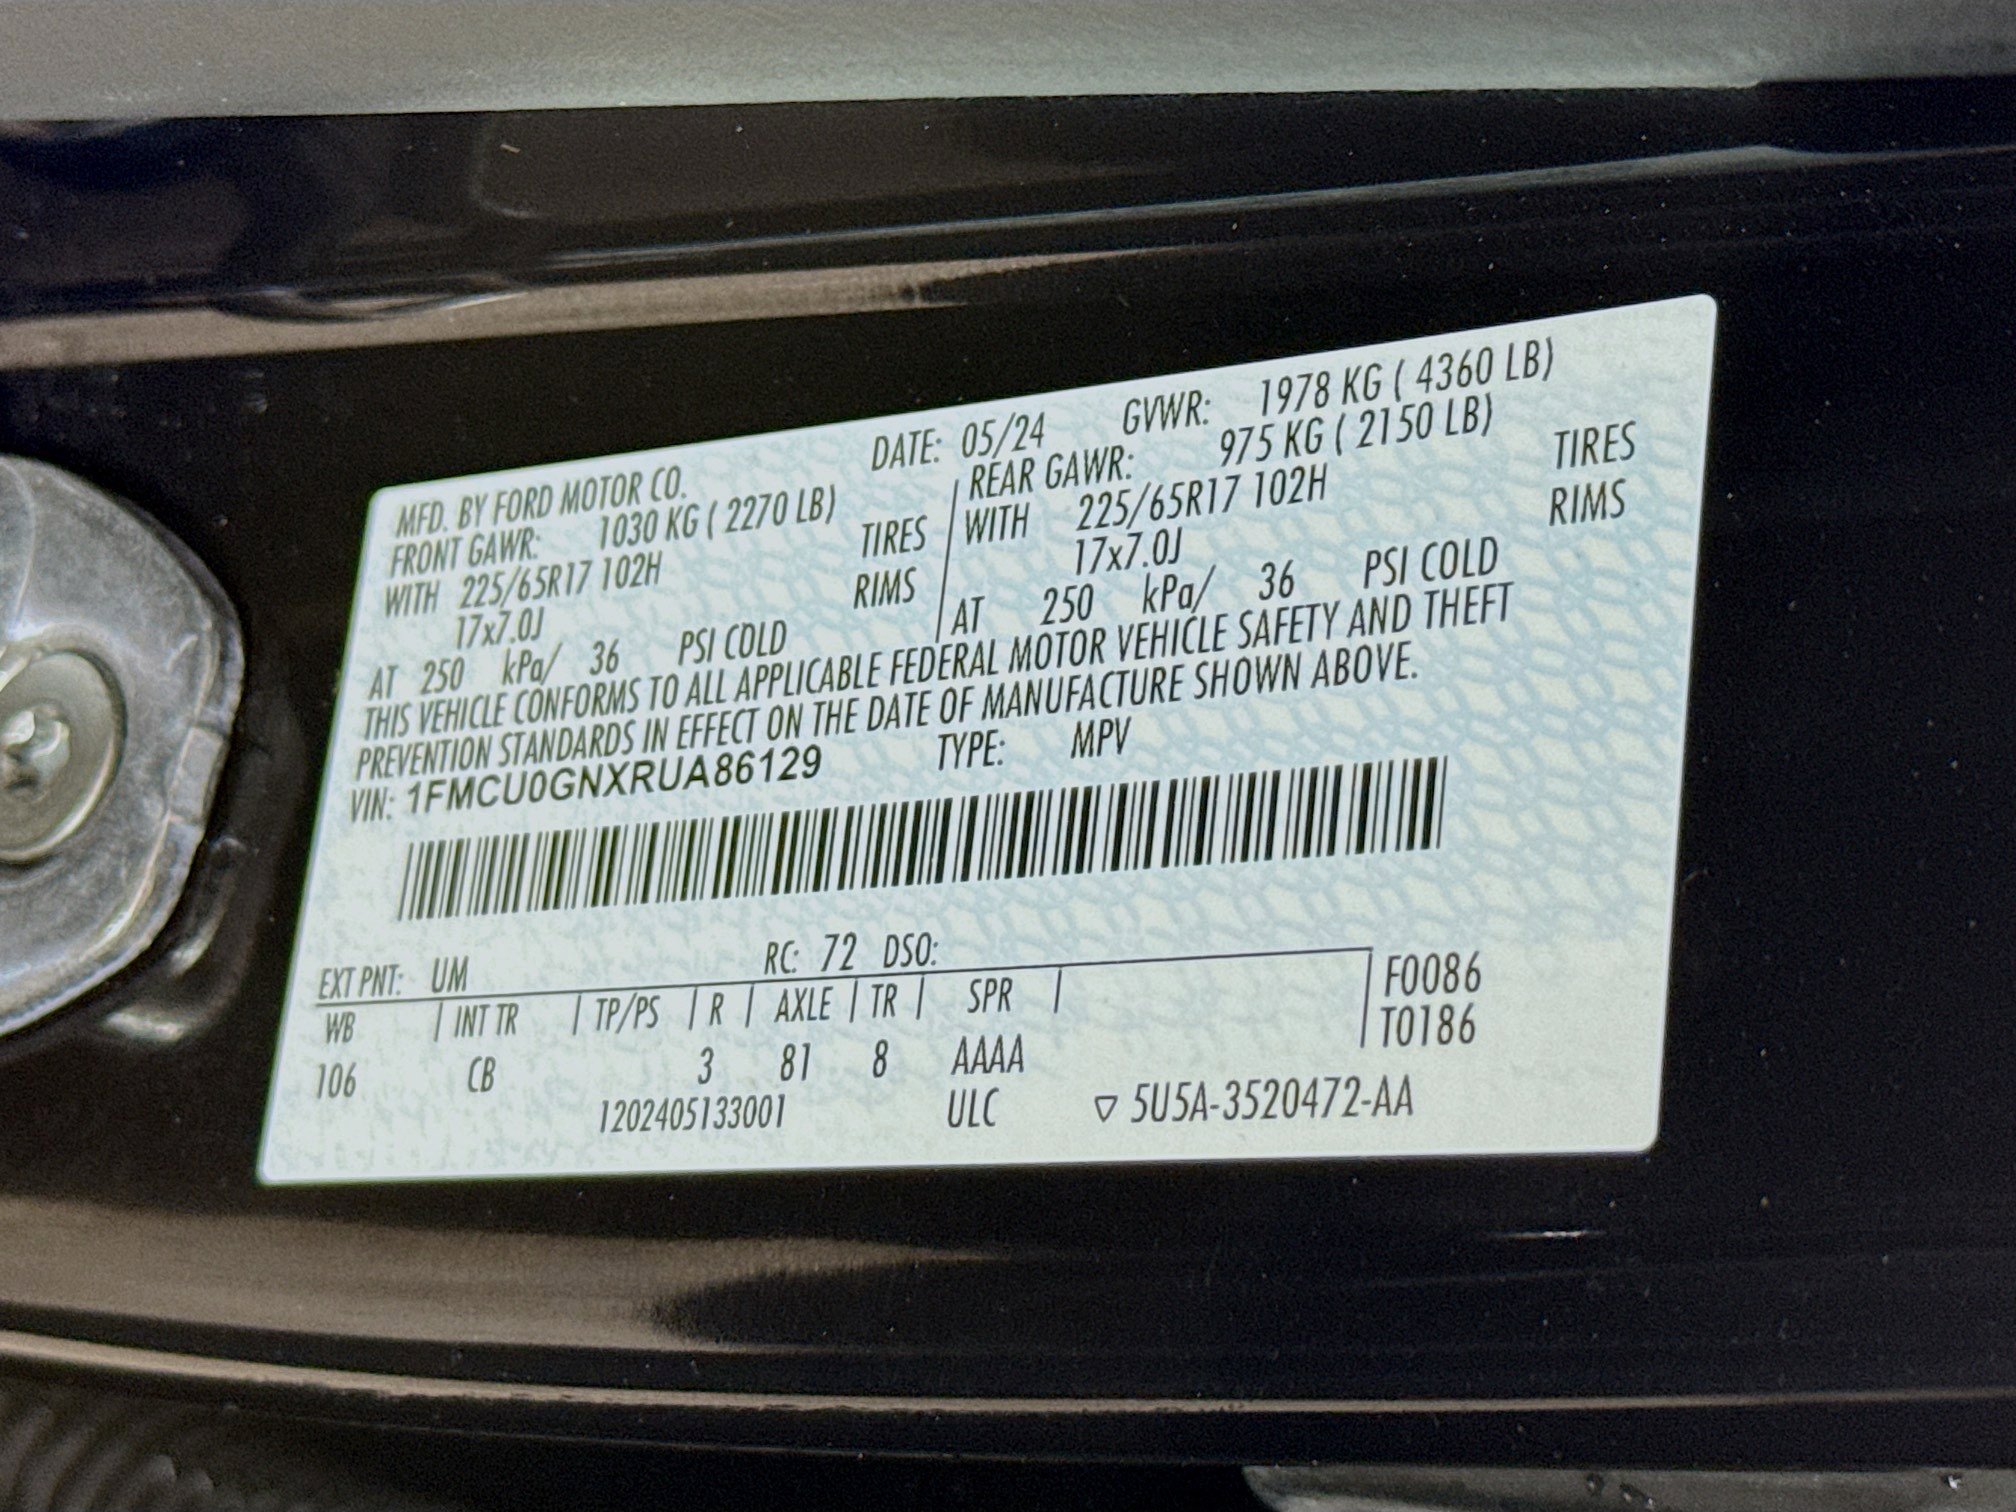 MFD. BY FORD MOTOR CO. DATE: 05/24 GVWR: 1978 KG ( 4360 LB)
FRONT GAWR: 1030 KG ( 2270 LB) REAR GAWR: 975 KG ( 2150 LB)
WITH 225/65R17 102H TIRES WITH 225/65R17 102H TIRES
17x7.0J RIMS 17x7.0J RIMS
AT 250 kPa/ 36 PSI COLD AT 250 kPa/ 36 PSI COLD
THIS VEHICLE CONFORMS TO ALL APPLICABLE FEDERAL MOTOR VEHICLE SAFETY AND THEFT
PREVENTION STANDARDS IN EFFECT ON THE DATE OF MANUFACTURE SHOWN ABOVE.
VIN: 1FMCU0GNXRUA86129 TYPE: MPV
EXT PNT: UM RC: 72 DSO:
WB | INT TR | TP/PS | R | AXLE | TR | SPR | F0086
106 CB 3 81 8 AAAA T0186
1202405133001 ULC ▽ 5U5A-3520472-AA